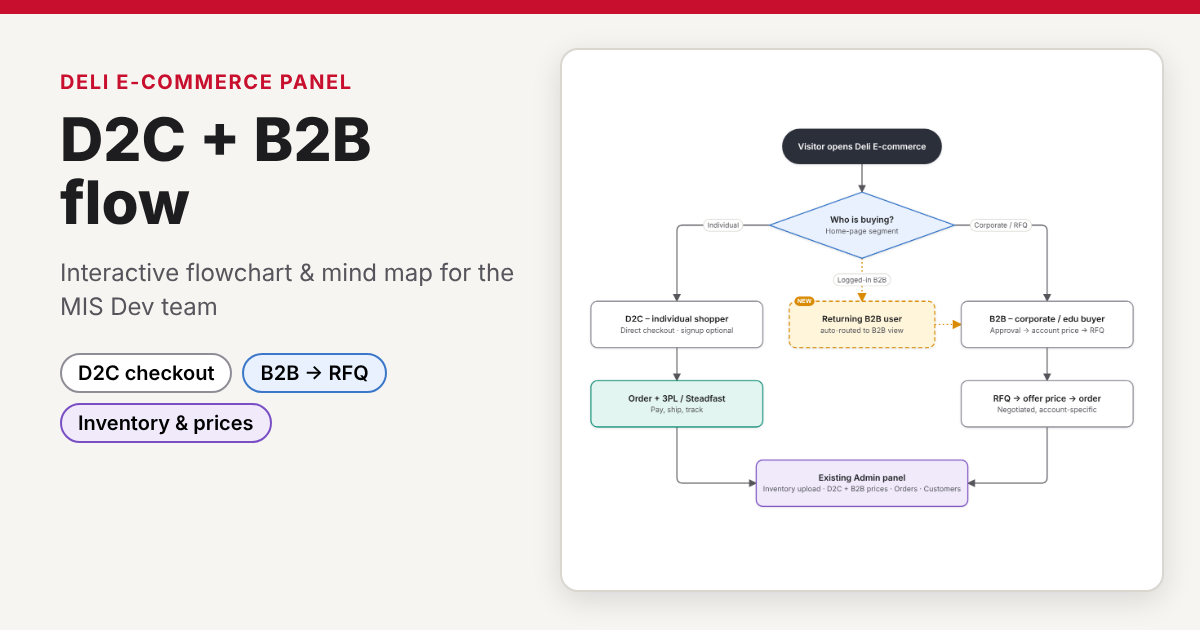 DELI E-COMMERCE PANEL
D2C + B2B
flow
Interactive flowchart & mind map for the
MIS Dev team
D2C checkout
B2B → RFQ
Inventory & prices
Visitor opens Deli E-commerce
Who is buying?
Home-page segment
Individual
Corporate / RFQ
Logged-in B2B
D2C – individual shopper
Direct checkout · signup optional
NEW
Returning B2B user
auto-routed to B2B view
B2B – corporate / edu buyer
Approval → account price → RFQ
Order + 3PL / Steadfast
Pay, ship, track
RFQ → offer price → order
Negotiated, account-specific
Existing Admin panel
Inventory upload · D2C + B2B prices · Orders · Customers